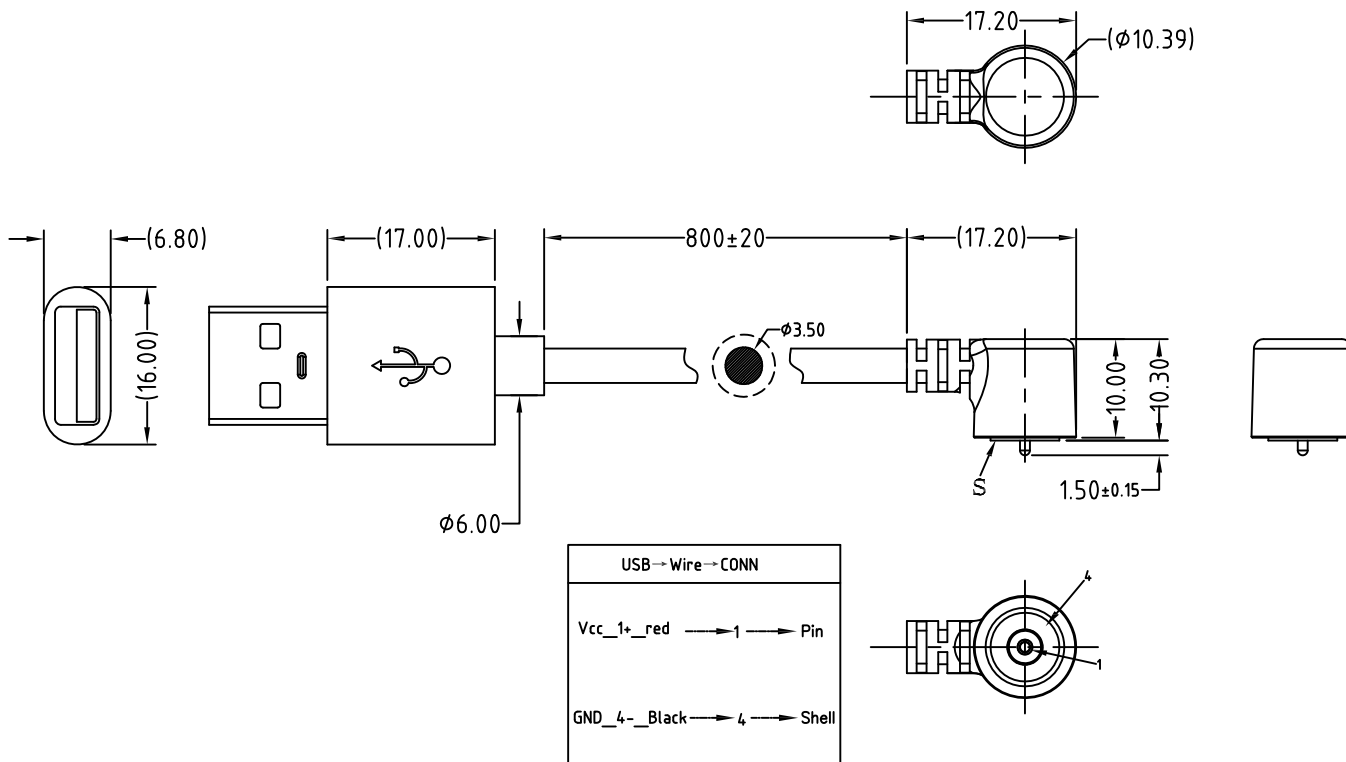 17.20
(ϕ10.39)
(6.80)
(17.00)
800±20
(17.20)
(16.00)
ϕ3.50
10.00
10.30
S
1.50±0.15
ϕ6.00
USB→Wire→CONN
4
Vcc_1+_red → 1 → Pin
1
GND_4-_Black → 4 → Shell